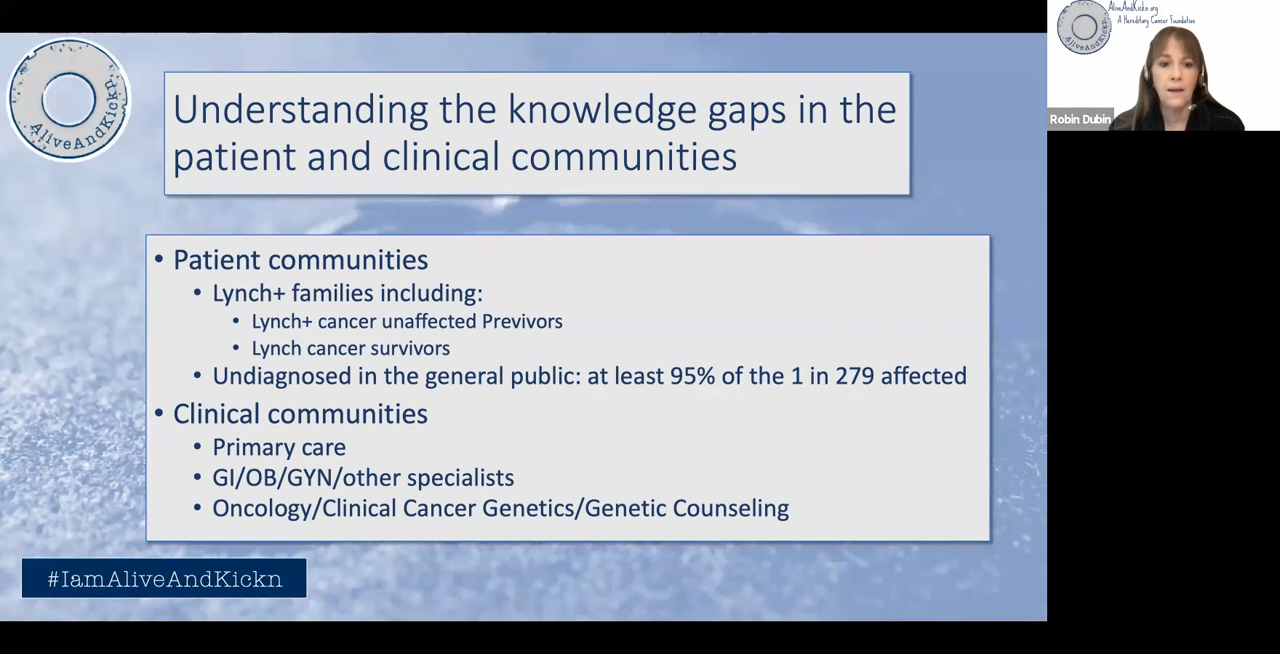 AliveAndKickn
Understanding the knowledge gaps in the
patient and clinical communities
• Patient communities
• Lynch+ families including:
• Lynch+ cancer unaffected Previvors
• Lynch cancer survivors
• Undiagnosed in the general public: at least 95% of the 1 in 279 affected
• Clinical communities
• Primary care
• GI/OB/GYN/other specialists
• Oncology/Clinical Cancer Genetics/Genetic Counseling
#IamAliveAndKickn
AliveAndKickn.org
A Hereditary Cancer Foundation
AliveAndKickn
Robin Dubin